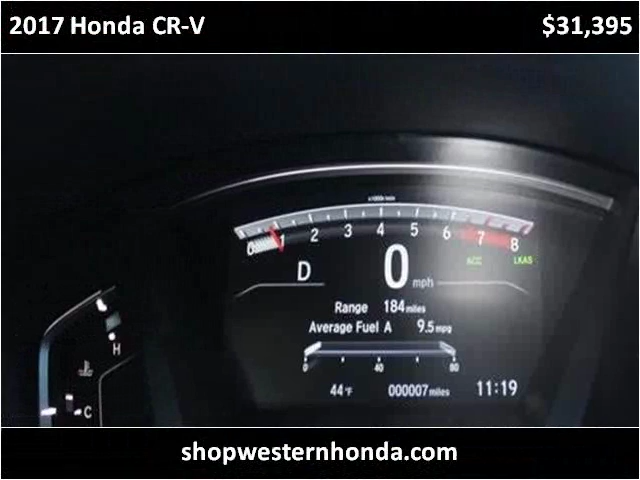 2017 Honda CR-V $31,395
x1000r/min
0 1 2 3 4 5 6 7 8
ACC LKAS
D 0 mph
Range 184 miles
Average Fuel A 9.5 mpg
0 40 80
H
44°F 000007 miles 11:19
C
shopwesternhonda.com